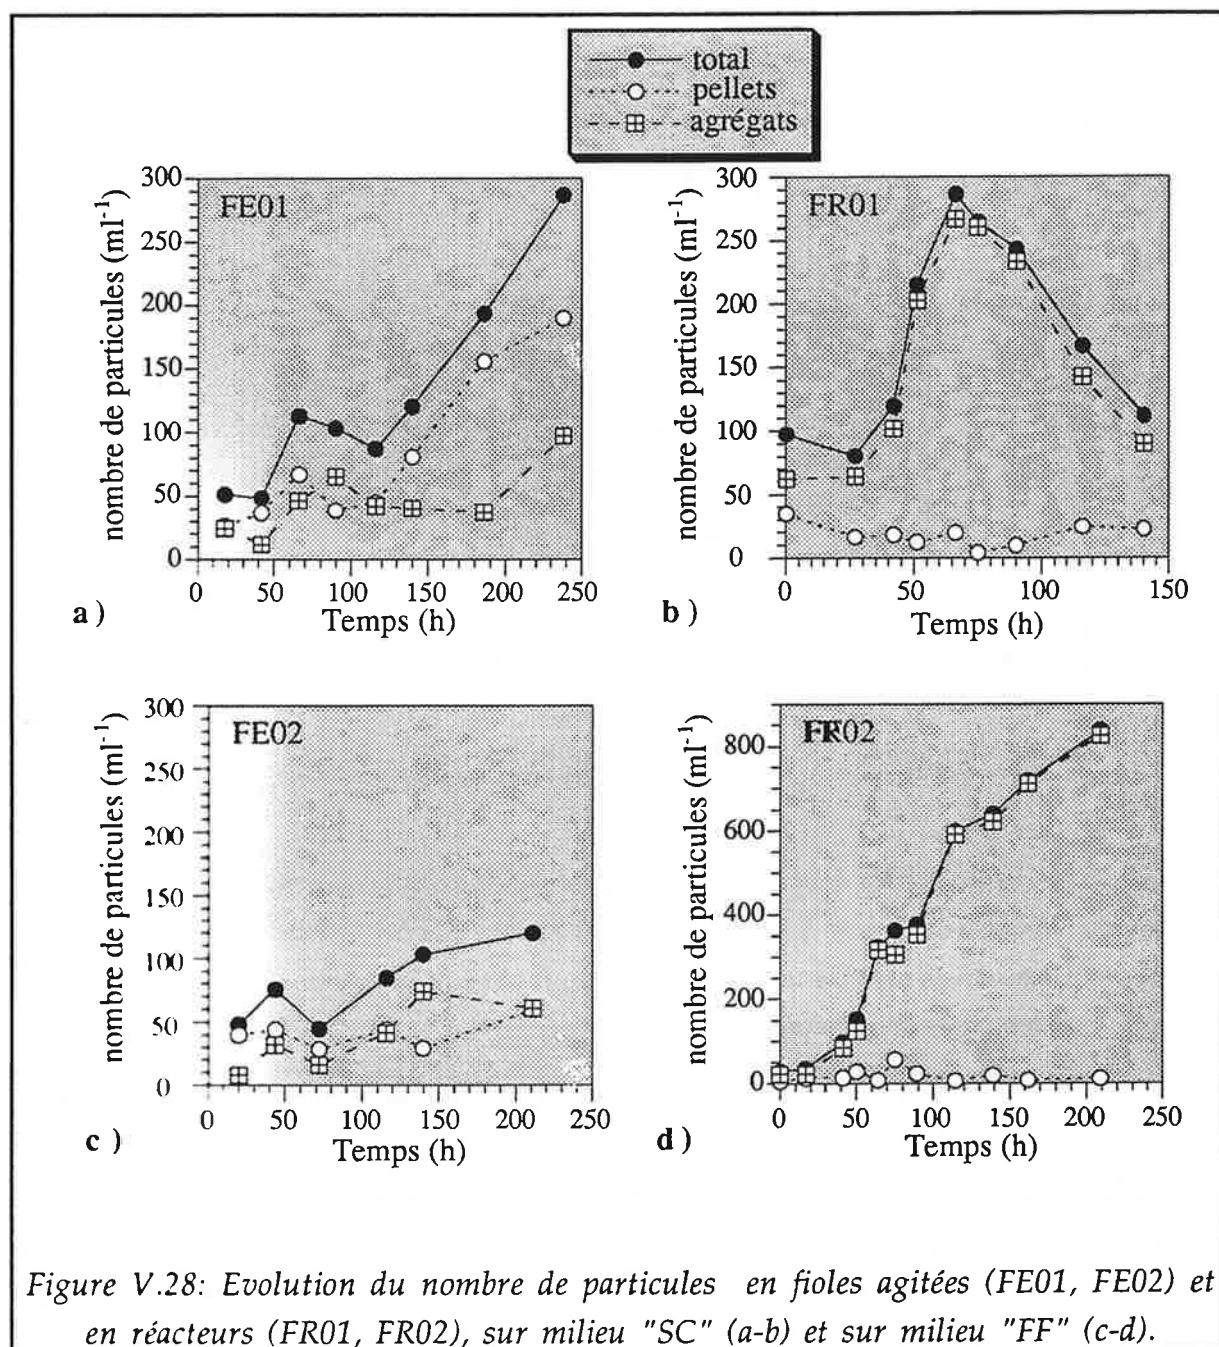 total
pellets
agrégats
nombre de particules (ml⁻¹)
300
250
200
150
100
50
0
FE01
0 50 100 150 200 250
Temps (h)
a )
nombre de particules (ml⁻¹)
300
250
200
150
100
50
0
FR01
0 50 100 150
Temps (h)
b )
nombre de particules (ml⁻¹)
300
250
200
150
100
50
0
FE02
0 50 100 150 200 250
Temps (h)
c )
nombre de particules (ml⁻¹)
800
600
400
200
0
FR02
0 50 100 150 200 250
Temps (h)
d )
Figure V.28: Evolution du nombre de particules en fioles agitées (FE01, FE02) et
en réacteurs (FR01, FR02), sur milieu "SC" (a-b) et sur milieu "FF" (c-d).